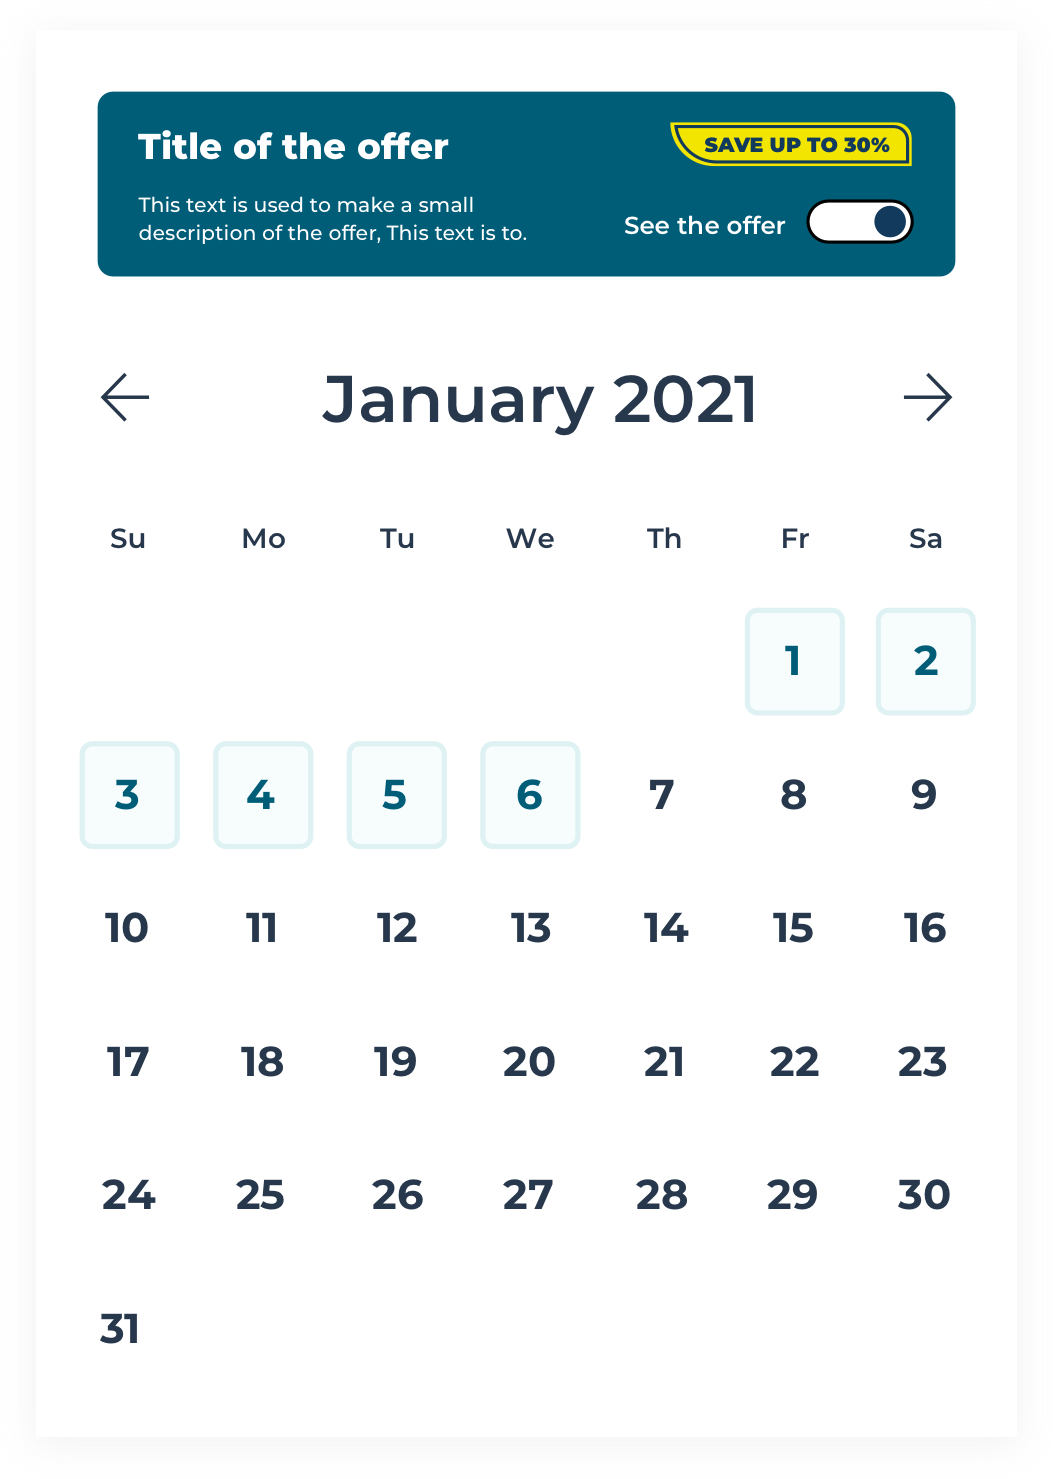 Title of the offer
SAVE UP TO 30%
This text is used to make a small
description of the offer, This text is to.
See the offer
January 2021
Su Mo Tu We Th Fr Sa
1 2
3 4 5 6 7 8 9
10 11 12 13 14 15 16
17 18 19 20 21 22 23
24 25 26 27 28 29 30
31